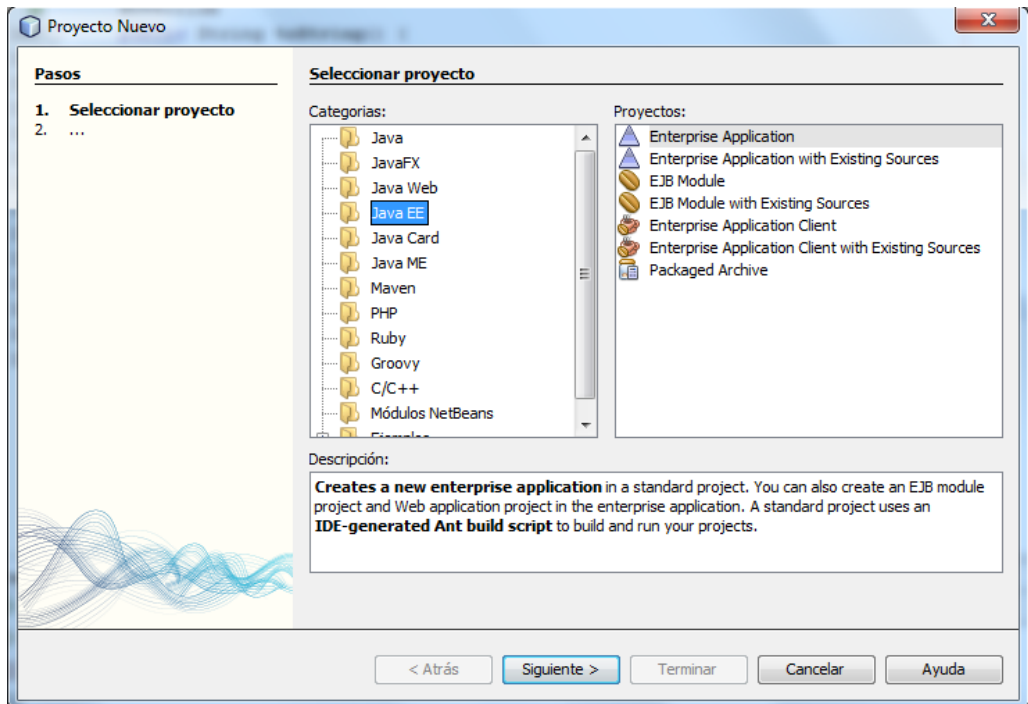 Proyecto Nuevo
Pasos
1. Seleccionar proyecto
2. ...
Seleccionar proyecto
Categorias:
Java
JavaFX
Java Web
Java EE
Java Card
Java ME
Maven
PHP
Ruby
Groovy
C/C++
Módulos NetBeans
Proyectos:
Enterprise Application
Enterprise Application with Existing Sources
EJB Module
EJB Module with Existing Sources
Enterprise Application Client
Enterprise Application Client with Existing Sources
Packaged Archive
Descripción:
Creates a new enterprise application in a standard project. You can also create an EJB module
project and Web application project in the enterprise application. A standard project uses an
IDE-generated Ant build script to build and run your projects.
< Atrás
Siguiente >
Terminar
Cancelar
Ayuda